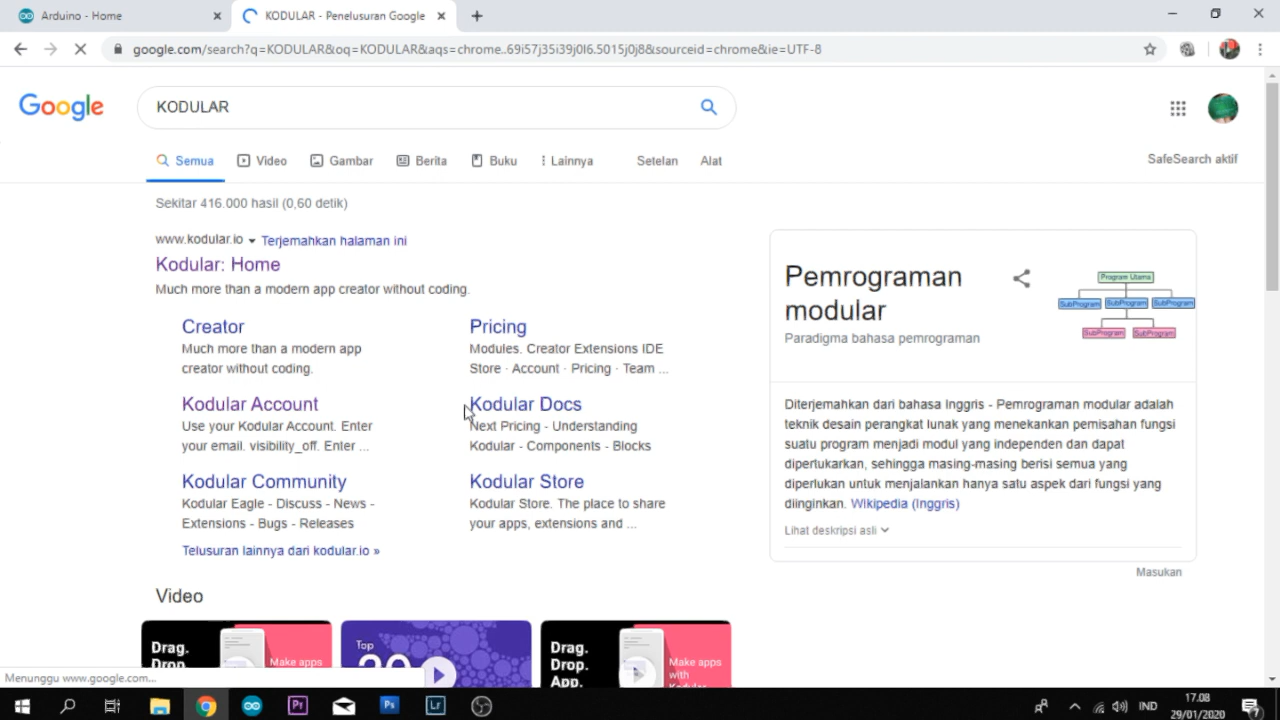 Arduino - Home
KODULAR - Penelusuran Google
google.com/search?q=KODULAR&oq=KODULAR&aqs=chrome..69i57j35i39j0l6.5015j0j8&sourceid=chrome&ie=UTF-8
Google
KODULAR
Semua Video Gambar Berita Buku Lainnya Setelan Alat
SafeSearch aktif
Sekitar 416.000 hasil (0,60 detik)
www.kodular.io Terjemahkan halaman ini
Kodular: Home
Much more than a modern app creator without coding.
Creator
Much more than a modern app
creator without coding.
Pricing
Modules. Creator Extensions IDE
Store · Account · Pricing · Team ...
Kodular Account
Use your Kodular Account. Enter
your email. visibility_off. Enter ...
Kodular Docs
Next Pricing - Understanding
Kodular - Components - Blocks
Kodular Community
Kodular Eagle - Discuss - News -
Extensions - Bugs - Releases
Kodular Store
Kodular Store. The place to share
your apps, extensions and ...
Telusuran lainnya dari kodular.io »
Pemrograman
modular
Paradigma bahasa pemrograman
Program Utama
SubProgram SubProgram SubProgram
SubProgram SubProgram
Diterjemahkan dari bahasa Inggris - Pemrograman modular adalah
teknik desain perangkat lunak yang menekankan pemisahan fungsi
suatu program menjadi modul yang independen dan dapat
diperlukarkan, sehingga masing-masing berisi semua yang
diperlukan untuk menjalankan hanya satu aspek dari fungsi yang
diinginkan. Wikipedia (Inggris)
Lihat deskripsi asli
Masukan
Video
Drag.
Drop.
Make apps
Top
20
Drag.
Drop.
App.
Make apps
with
Kodular
Menunggu www.google.com...
Pr
Ps
Lr
IND
17.08
29/01/2020
7